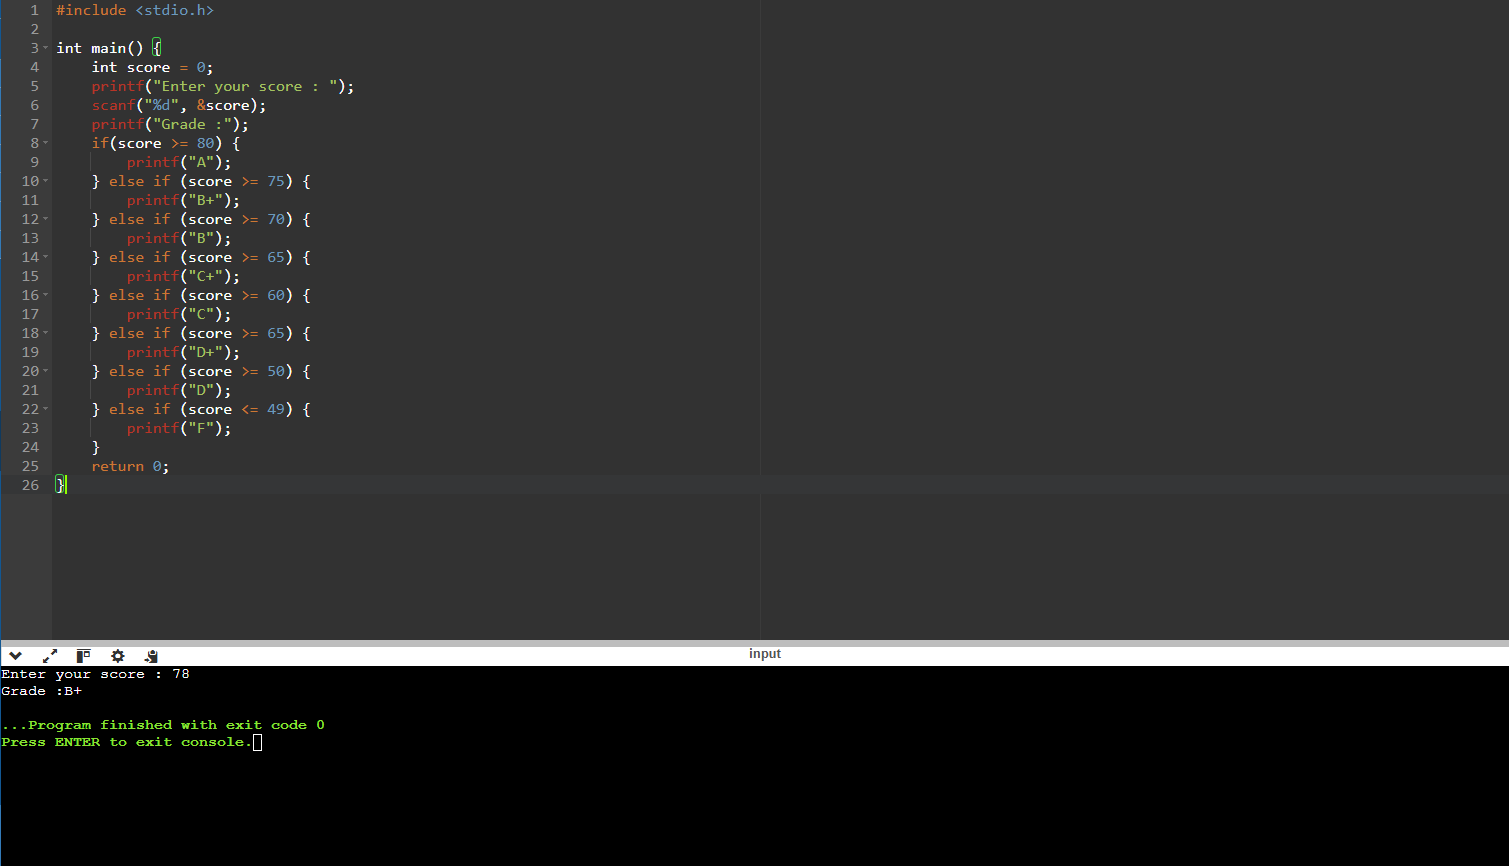 1 #include <stdio.h>
2
3 int main() {
4     int score = 0;
5     printf("Enter your score : ");
6     scanf("%d", &score);
7     printf("Grade :");
8     if(score >= 80) {
9         printf("A");
10     } else if (score >= 75) {
11         printf("B+");
12     } else if (score >= 70) {
13         printf("B");
14     } else if (score >= 65) {
15         printf("C+");
16     } else if (score >= 60) {
17         printf("C");
18     } else if (score >= 65) {
19         printf("D+");
20     } else if (score >= 50) {
21         printf("D");
22     } else if (score <= 49) {
23         printf("F");
24     }
25     return 0;
26 }
input
Enter your score : 78
Grade :B+
...Program finished with exit code 0
Press ENTER to exit console.